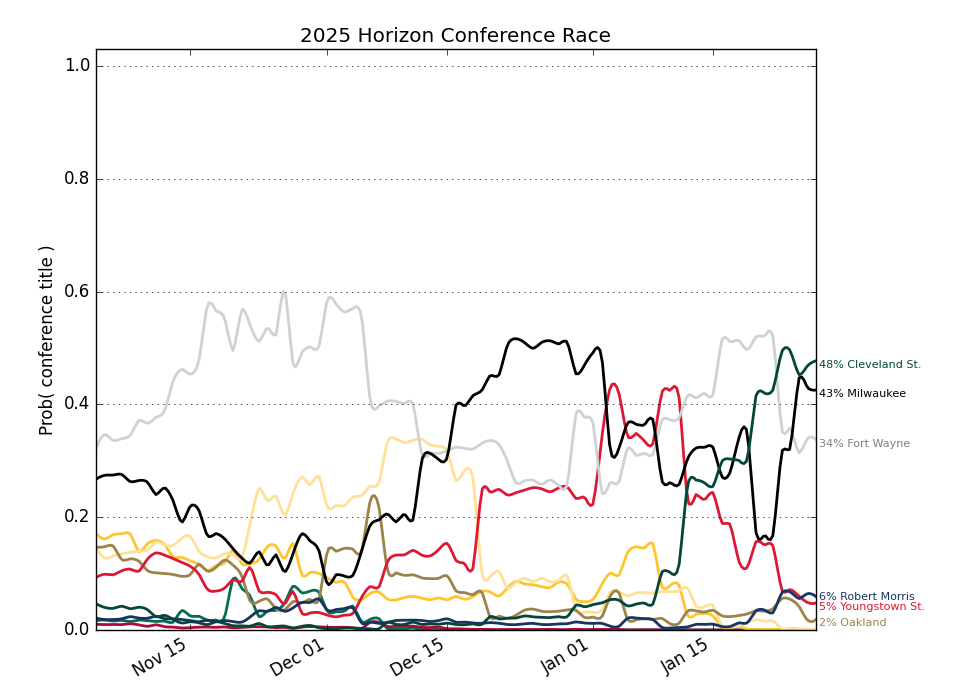 2025 Horizon Conference Race
Prob( conference title )
1.0
0.8
0.6
0.4
0.2
0.0
Nov 15
Dec 01
Dec 15
Jan 01
Jan 15
48% Cleveland St.
43% Milwaukee
34% Fort Wayne
6% Robert Morris
5% Youngstown St.
2% Oakland